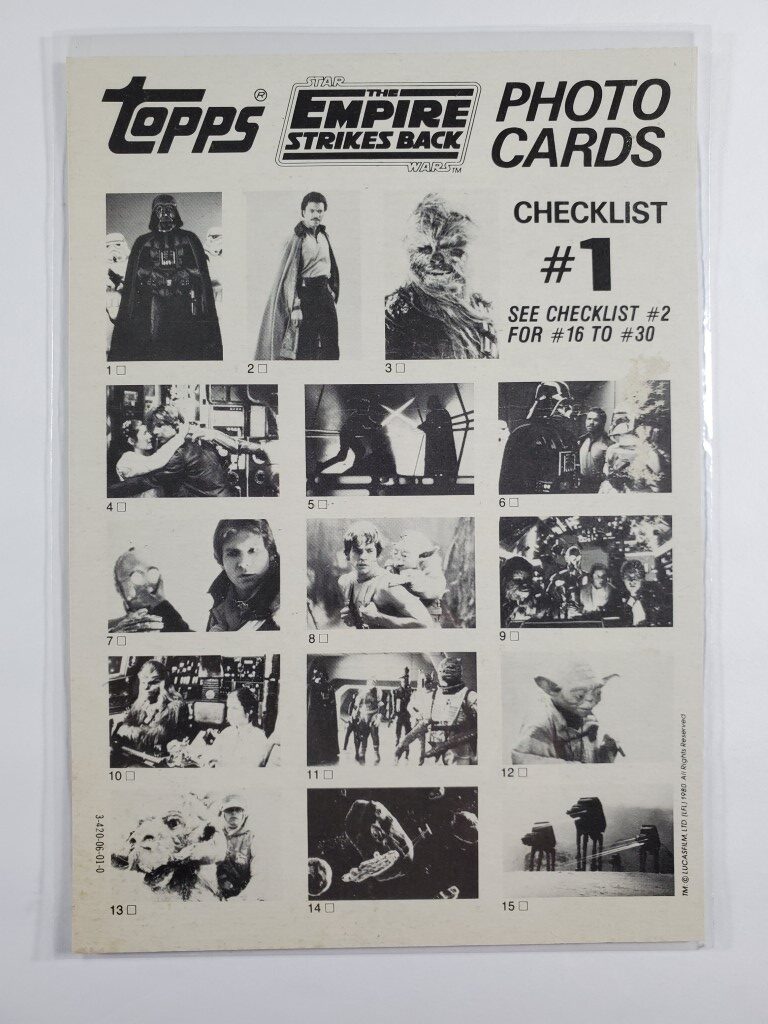 Topps®
STAR
THE
EMPIRE
STRIKES BACK
WARS™
PHOTO
CARDS
CHECKLIST
#1
SEE CHECKLIST #2
FOR #16 TO #30
1 □
2 □
3 □
4 □
5 □
6 □
7 □
8 □
9 □
10 □
11 □
12 □
13 □
14 □
15 □
3-420-06-01-0
TM: © LUCASFILM, LTD. (LFL) 1980. All Rights Reserved